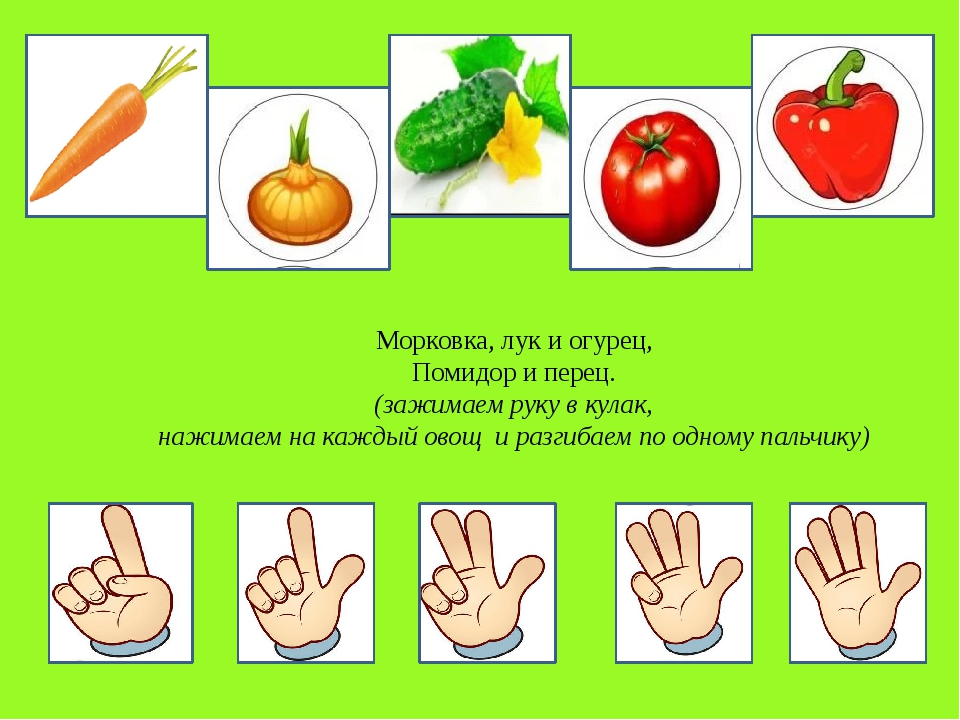 Морковка, лук и огурец,
Помидор и перец.
(зажимаем руку в кулак,
нажимаем на каждый овощ и разгибаем по одному пальчику)